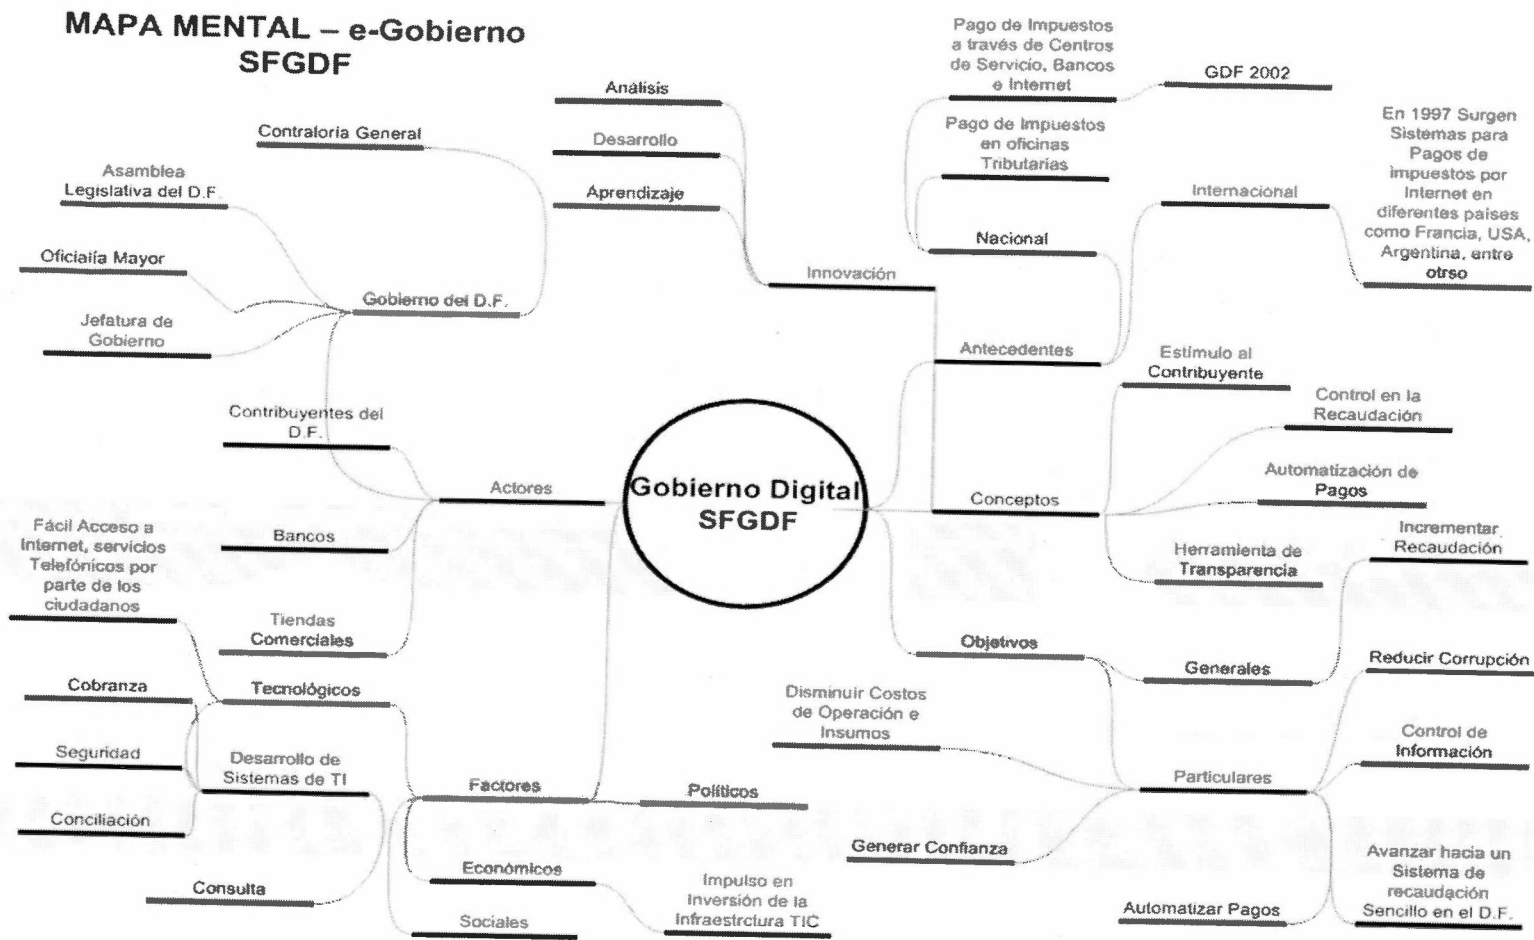 MAPA MENTAL – e-Gobierno
SFGDF
Análisis
Desarrollo
Aprendizaje
Innovación
Contraloría General
Asamblea
Legislativa del D.F.
Oficialía Mayor
Jefatura de
Gobierno
Gobierno del D.F.
Contribuyentes del
D.F.
Actores
Bancos
Tiendas
Comerciales
Fácil Acceso a
Internet, servicios
Telefónicos por
parte de los
ciudadanos
Tecnológicos
Cobranza
Seguridad
Conciliación
Desarrollo de
Sistemas de TI
Consulta
Factores
Políticos
Económicos
Impulso en
Inversión de la
Infraestrctura TIC
Sociales
Gobierno Digital
SFGDF
Pago de Impuestos
a través de Centros
de Servicio, Bancos
e Internet
GDF 2002
Pago de Impuestos
en oficinas
Tributarias
Nacional
Internacional
En 1997 Surgen
Sistemas para
Pagos de
impuestos por
Internet en
diferentes países
como Francia, USA,
Argentina, entre
otrso
Antecedentes
Estímulo al
Contribuyente
Control en la
Recaudación
Automatización de
Pagos
Conceptos
Herramienta de
Transparencia
Incrementar
Recaudación
Objetivos
Generales
Reducir Corrupción
Disminuir Costos
de Operación e
Insumos
Control de
Información
Particulares
Generar Confianza
Automatizar Pagos
Avanzar hacia un
Sistema de
recaudación
Sencillo en el D.F.